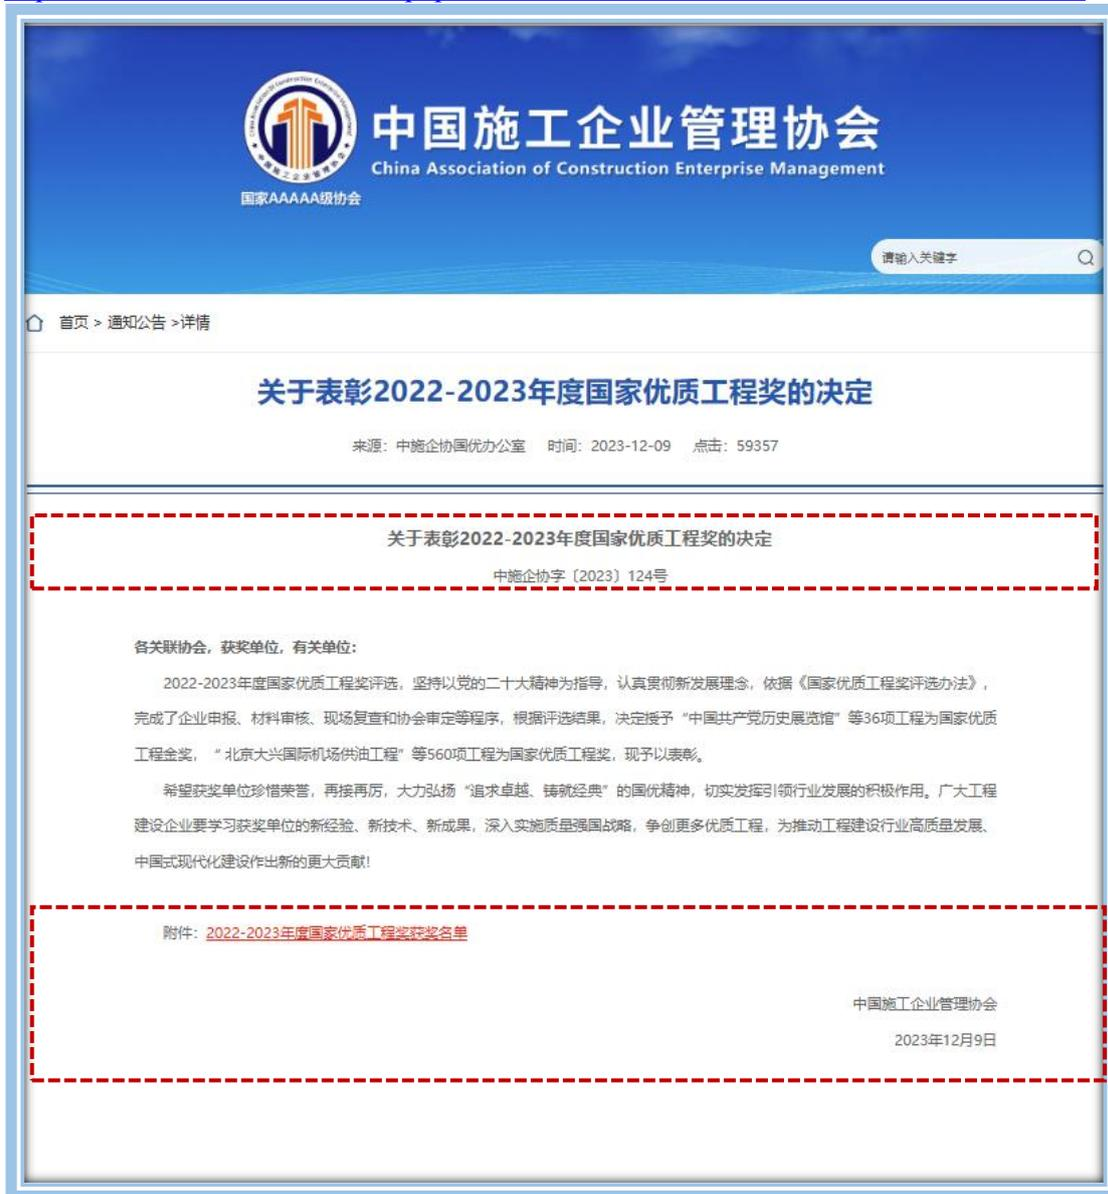 中国施工企业管理协会
China Association of Construction Enterprise Management
国家AAAAA级协会
请输入关键字
首页 > 通知公告 >详情
关于表彰2022-2023年度国家优质工程奖的决定
来源：中施企协国优办公室 时间：2023-12-09 点击：59357
关于表彰2022-2023年度国家优质工程奖的决定
中施企协字〔2023〕124号
各关联协会，获奖单位，有关单位：
2022-2023年度国家优质工程奖评选，坚持以党的二十大精神为指导，认真贯彻新发展理念，依据《国家优质工程奖评选办法》，
完成了企业申报、材料审核、现场复查和协会审定等程序，根据评选结果，决定授予“中国共产党历史展览馆”等36项工程为国家优质
工程金奖，“北京大兴国际机场供油工程”等560项工程为国家优质工程奖，现予以表彰。
希望获奖单位珍惜荣誉，再接再厉，大力弘扬“追求卓越、铸就经典”的国优精神，切实发挥引领行业发展的积极作用。广大工程
建设企业要学习获奖单位的新经验、新技术、新成果，深入实施质量强国战略，争创更多优质工程，为推动工程建设行业高质量发展、
中国式现代化建设作出新的更大贡献！
附件：2022-2023年度国家优质工程奖获奖名单
中国施工企业管理协会
2023年12月9日